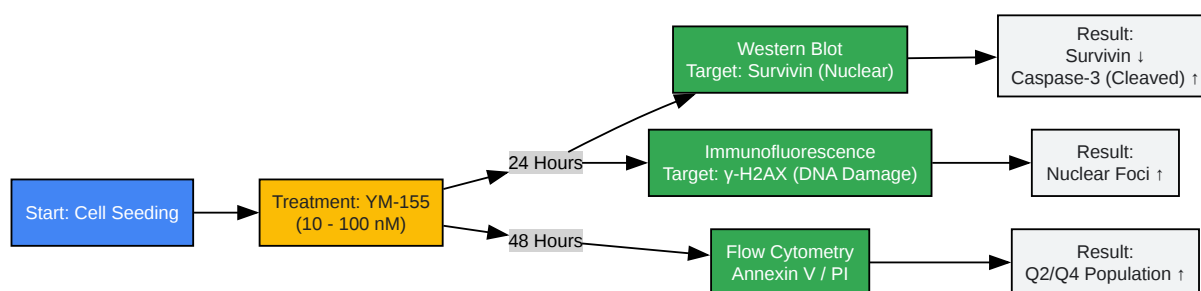 Start: Cell Seeding
Treatment: YM-155
(10 - 100 nM)
24 Hours
48 Hours
Western Blot
Target: Survivin (Nuclear)
Immunofluorescence
Target: γ-H2AX (DNA Damage)
Flow Cytometry
Annexin V / PI
Result:
Survivin ↓
Caspase-3 (Cleaved) ↑
Result:
Nuclear Foci ↑
Result:
Q2/Q4 Population ↑